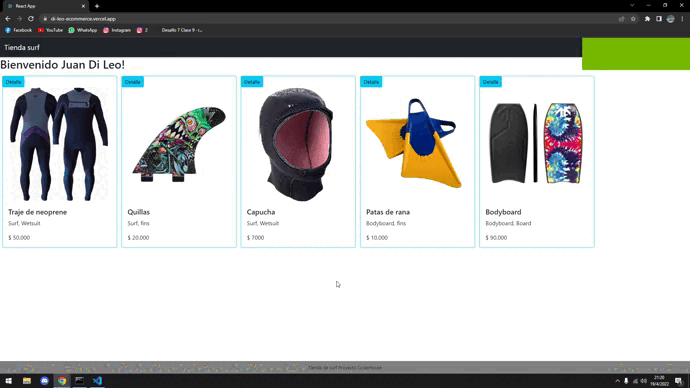 React App
di-leo-ecommerce.vercel.app
Facebook
YouTube
WhatsApp
Instagram
2
Desafio 7 Clase 9 - r...
Tienda surf
Bienvenido Juan Di Leo!
Detalle
Detalle
Detalle
Detalle
Detalle
Traje de neoprene
Surf, Wetsuit
$ 50.000
Quillas
Surf, fins
$ 20.000
Capucha
Surf, Wetsuit
$ 7000
Patas de rana
Bodyboard, fins
$ 10.000
Bodyboard
Bodyboard, Board
$ 90.000
Tienda de surf Proyecto CoderHouse
21:20
19/4/2022